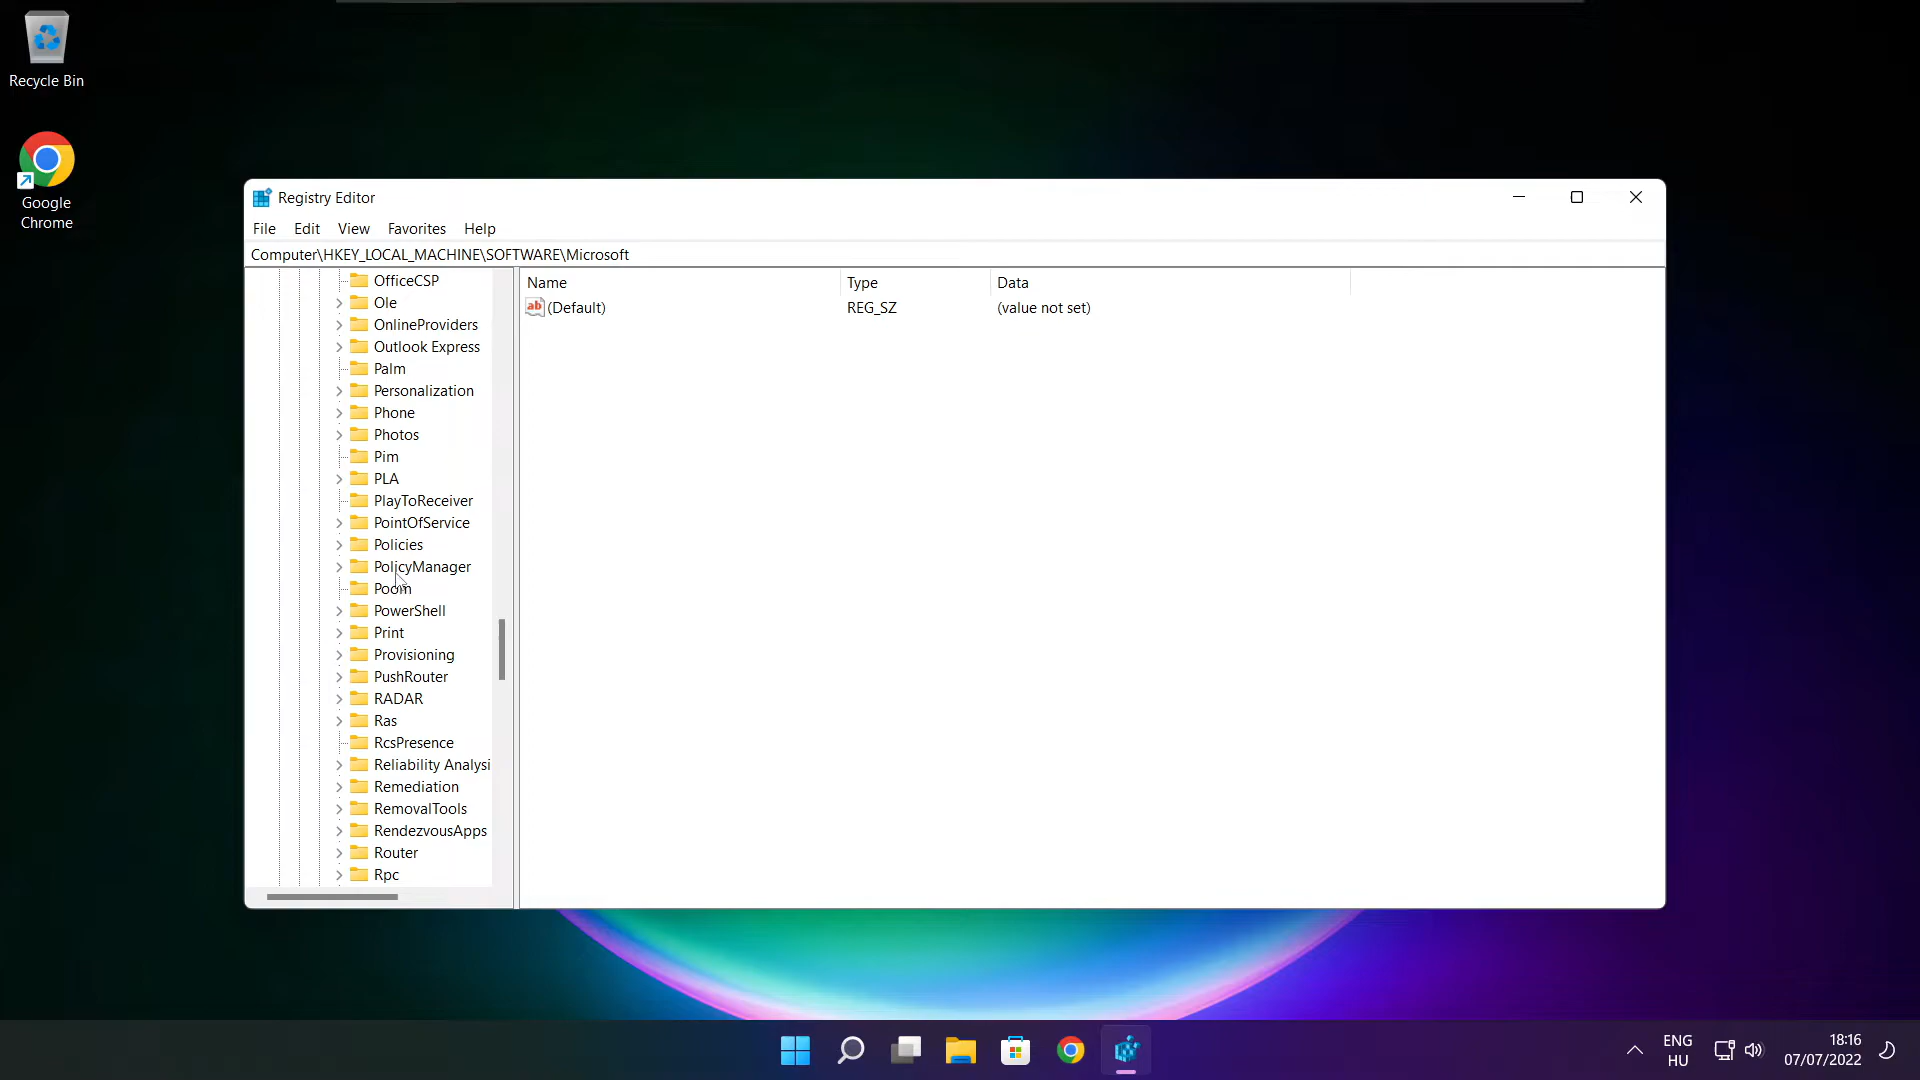 Recycle Bin
Google
Chrome
Registry Editor
File Edit View Favorites Help
Computer\HKEY_LOCAL_MACHINE\SOFTWARE\Microsoft
OfficeCSP
Ole
OnlineProviders
Outlook Express
Palm
Personalization
Phone
Photos
Pim
PLA
PlayToReceiver
PointOfService
Policies
PolicyManager
Poom
PowerShell
Print
Provisioning
PushRouter
RADAR
Ras
RcsPresence
Reliability Analysi
Remediation
RemovalTools
RendezvousApps
Router
Rpc
Name Type Data
ab (Default) REG_SZ (value not set)
ENG
HU
18:16
07/07/2022